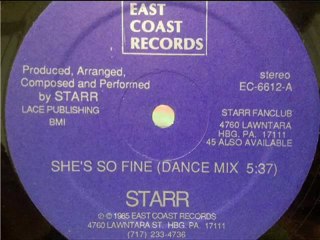 EAST
COAST
RECORDS
Produced, Arranged,
Composed and Performed
by STARR
LACE PUBLISHING
BMI
stereo
EC-6612-A
STARR FANCLUB
4760 LAWNTARA
HBG. PA. 17111
45 ALSO AVAILABLE
SHE'S SO FINE (DANCE MIX 5:37)
STARR
℗ © 1985 EAST COAST RECORDS
4760 LAWNTARA ST. HBG. PA. 17111
(717) 233-4736